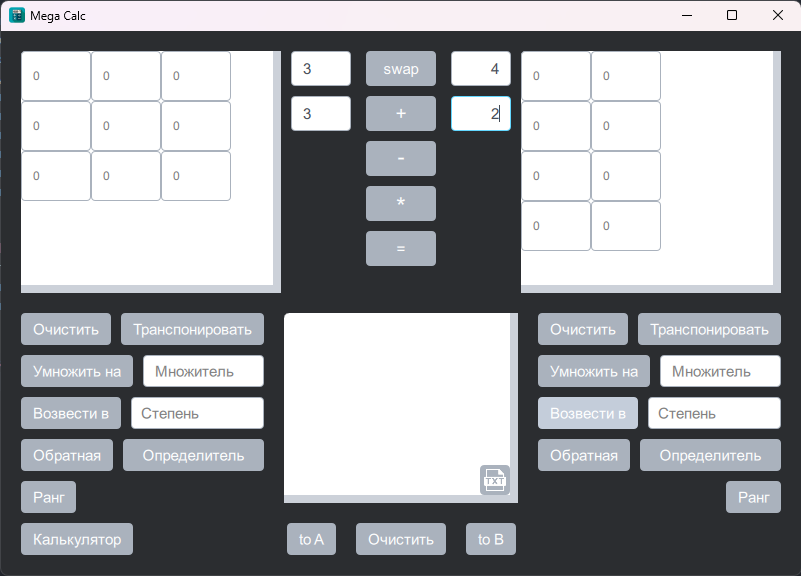 Mega Calc
0 0 0 3 swap 4 0 0
0 0 0 3 + 2 0 0
0 0 0 - 0 0
* 0 0
=
Очистить Транспонировать Очистить Транспонировать
Умножить на Множитель Умножить на Множитель
Возвести в Степень Возвести в Степень
Обратная Определитель TXT Обратная Определитель
Ранг Ранг
Калькулятор to A Очистить to B